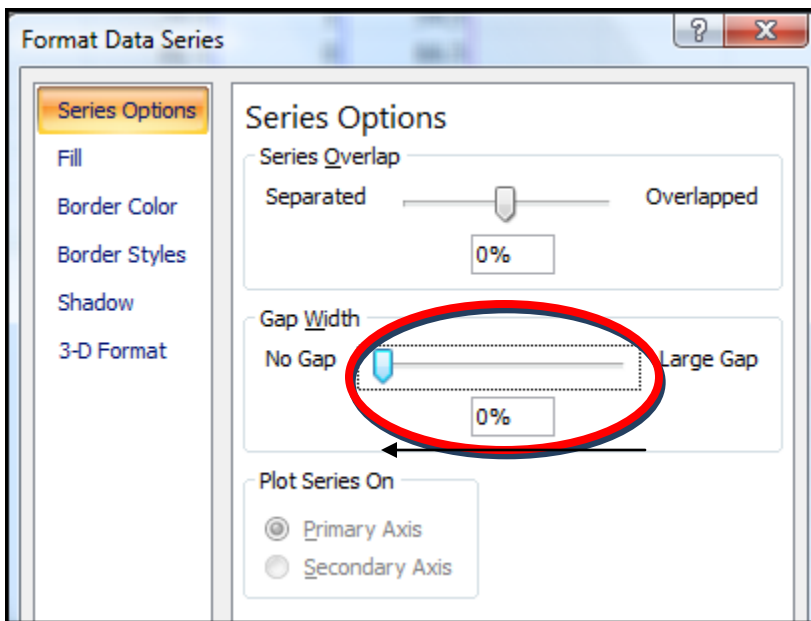 Format Data Series
Series Options
Fill
Border Color
Border Styles
Shadow
3-D Format
Series Options
Series Overlap
Separated Overlapped
0%
Gap Width
No Gap Large Gap
0%
Plot Series On
Primary Axis
Secondary Axis